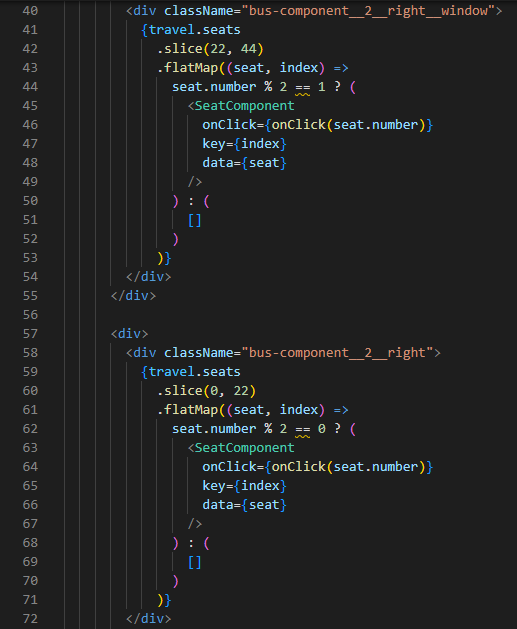 40 <div className="bus-component__2__right__window">
41 {travel.seats
42 .slice(22, 44)
43 .flatMap((seat, index) =>
44 seat.number % 2 == 1 ? (
45 <SeatComponent
46 onClick={onClick(seat.number)}
47 key={index}
48 data={seat}
49 />
50 ) : (
51 []
52 )
53 )}
54 </div>
55 </div>
56
57 <div>
58 <div className="bus-component__2__right">
59 {travel.seats
60 .slice(0, 22)
61 .flatMap((seat, index) =>
62 seat.number % 2 == 0 ? (
63 <SeatComponent
64 onClick={onClick(seat.number)}
65 key={index}
66 data={seat}
67 />
68 ) : (
69 []
70 )
71 )}
72 </div>